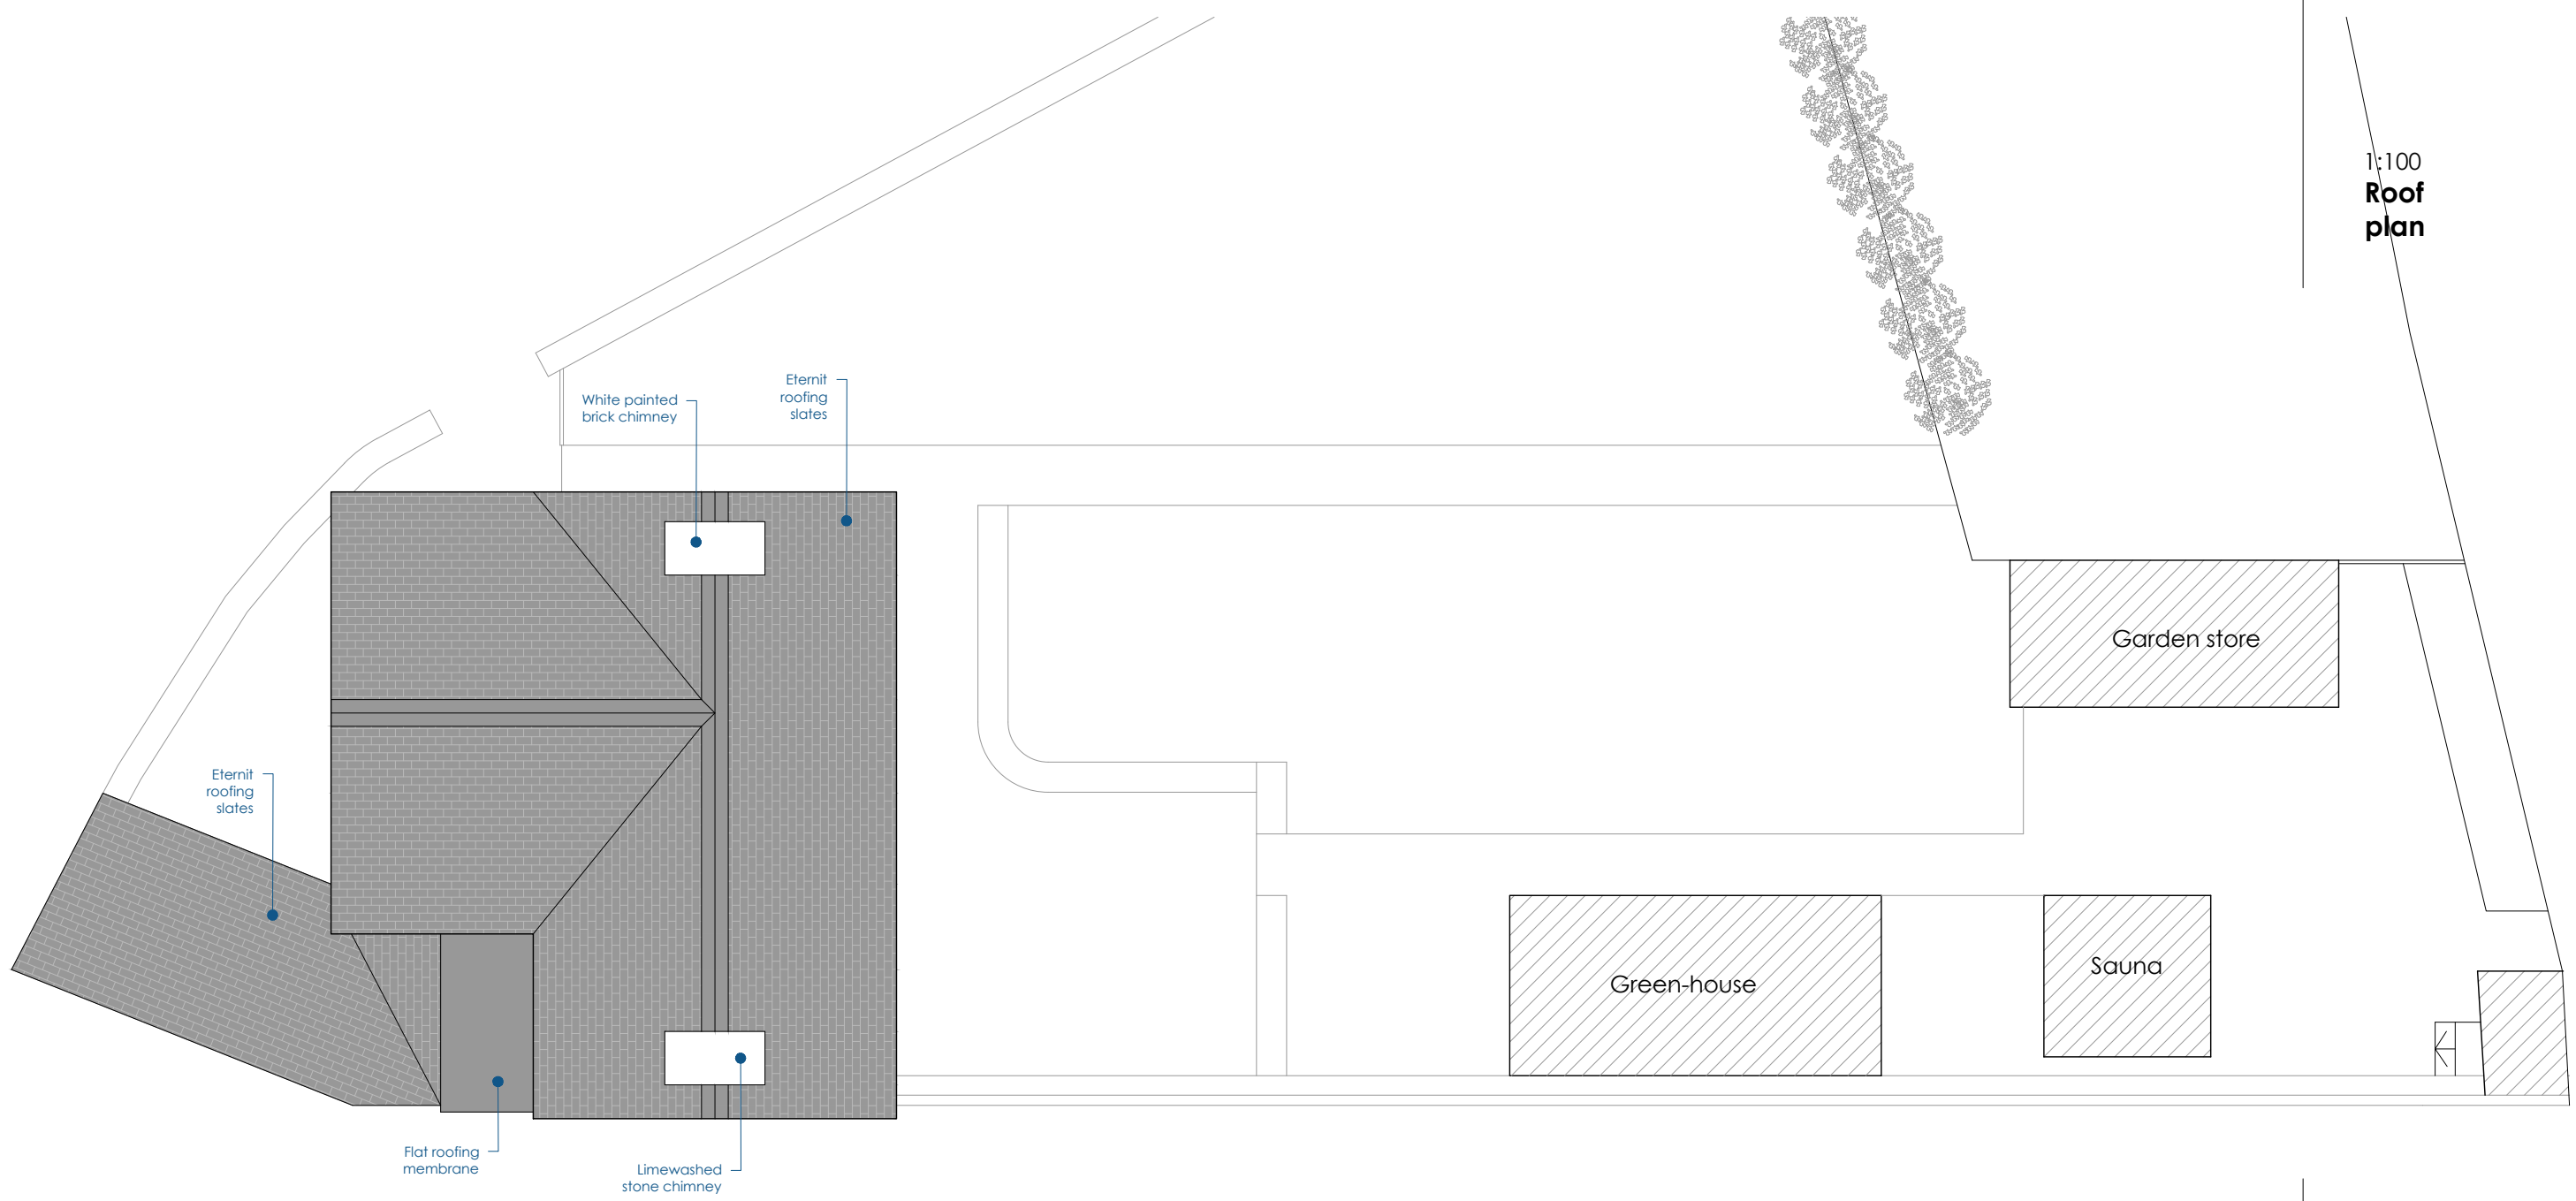 1:100
Roof
plan
White painted
brick chimney
Eternit
roofing
slates
Eternit
roofing
slates
Garden store
Green-house
Sauna
Flat roofing
membrane
Limewashed
stone chimney